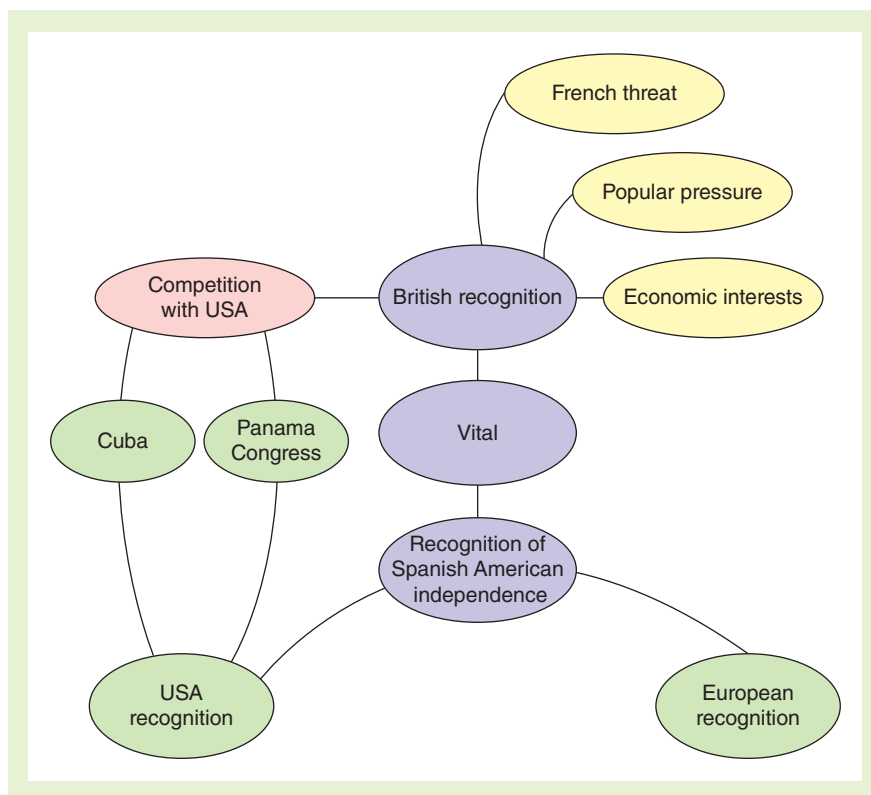 French threat
Popular pressure
Competition
with USA
British recognition
Economic interests
Cuba
Panama
Congress
Vital
Recognition of
Spanish American
independence
USA
recognition
European
recognition